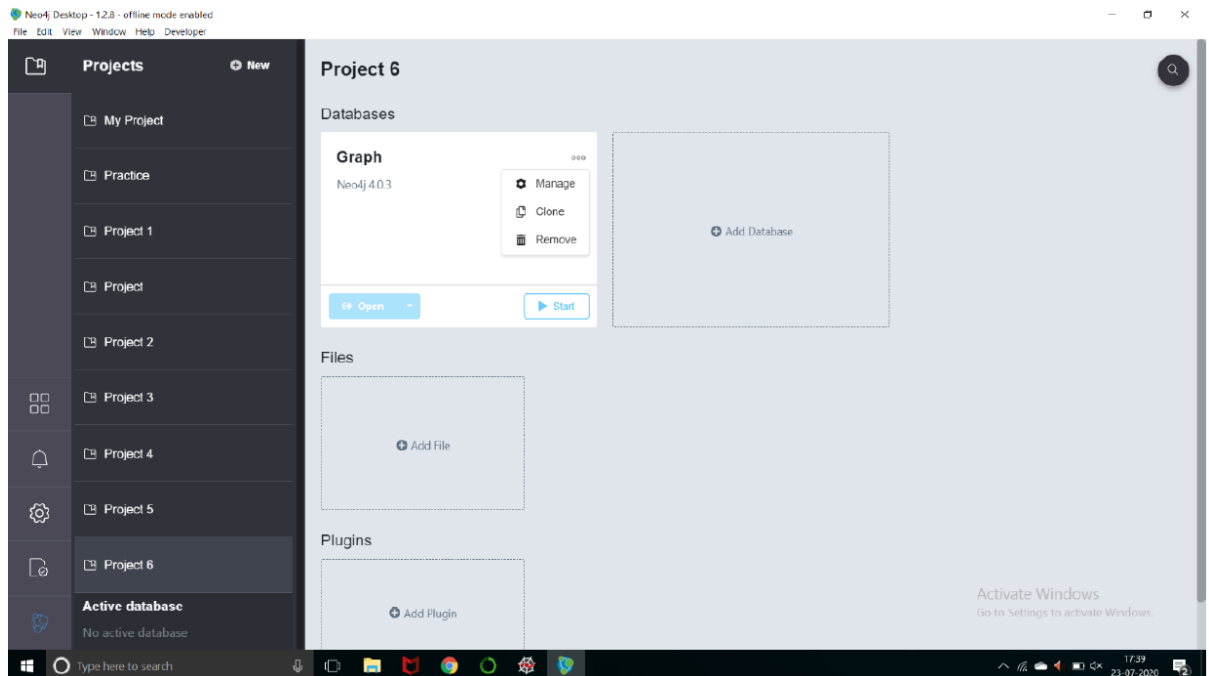 Neo4j Desktop - 1.2.8 - offline mode enabled
File Edit View Window Help Developer
Projects
New
My Project
Practice
Project 1
Project
Project 2
Project 3
Project 4
Project 5
Project 6
Active database
No active database
Project 6
Databases
Graph
Neo4j 4.0.3
Manage
Clone
Remove
Open
Start
Add Database
Files
Add File
Plugins
Add Plugin
Activate Windows
Go to Settings to activate Windows.
Type here to search
17:39
23-07-2020
2